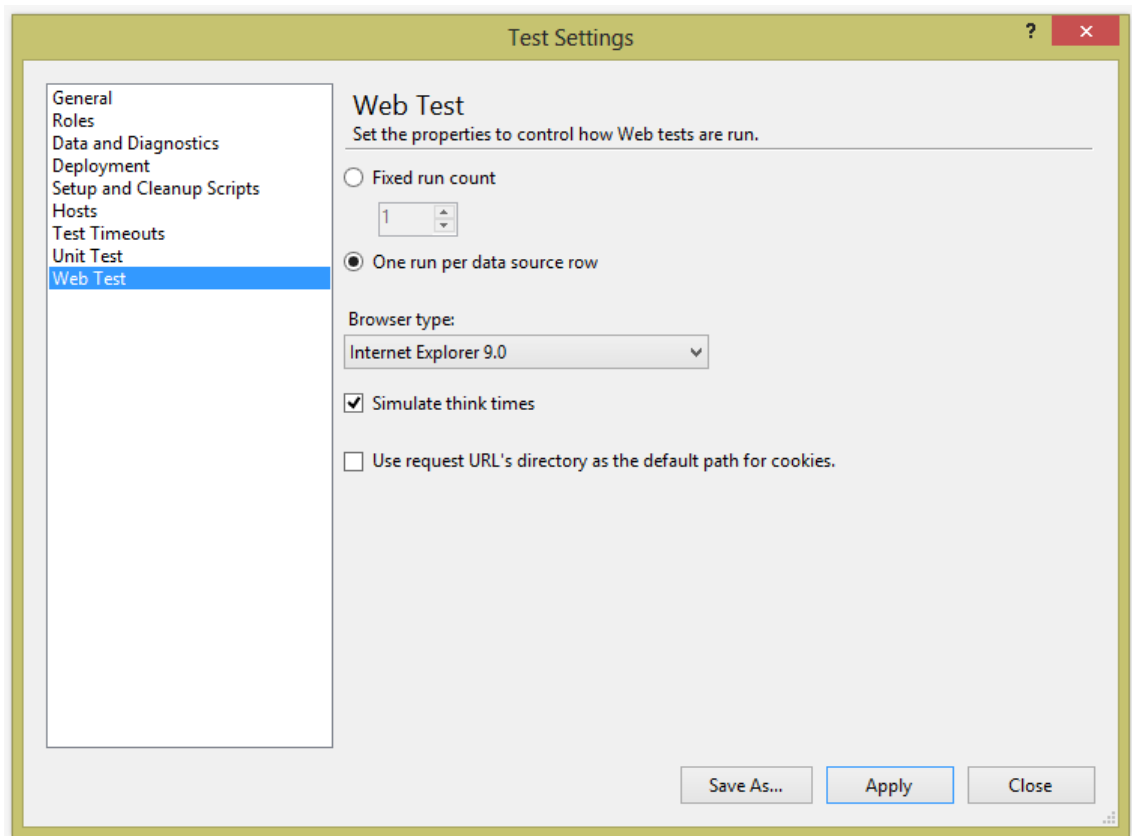 Test Settings
?
General
Roles
Data and Diagnostics
Deployment
Setup and Cleanup Scripts
Hosts
Test Timeouts
Unit Test
Web Test
Web Test
Set the properties to control how Web tests are run.
Fixed run count
1
One run per data source row
Browser type:
Internet Explorer 9.0
Simulate think times
Use request URL's directory as the default path for cookies.
Save As...
Apply
Close